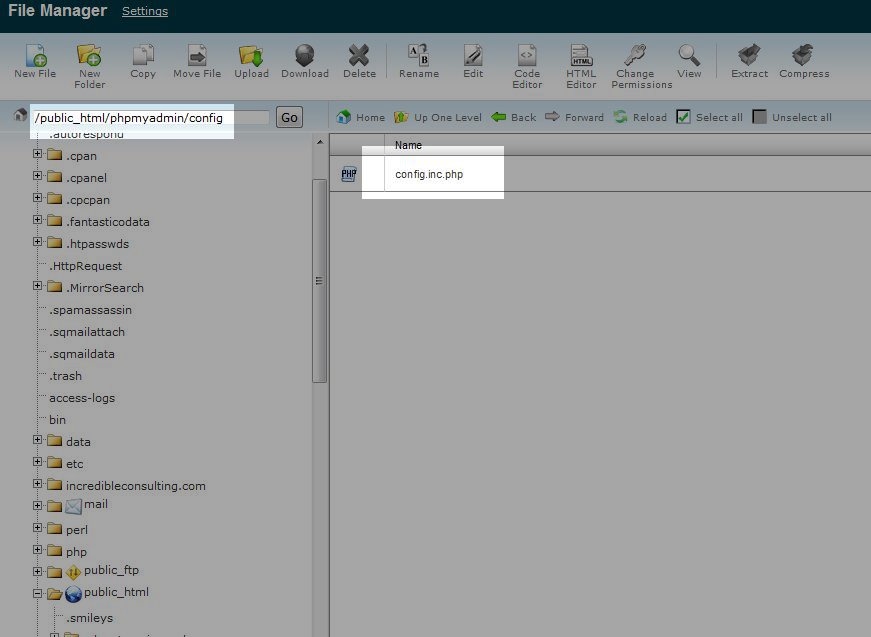 File Manager Settings
New File
New Folder
Copy
Move File
Upload
Download
Delete
Rename
Edit
Code Editor
HTML Editor
Change Permissions
View
Extract
Compress
/public_html/phpmyadmin/config Go
Home Up One Level Back Forward Reload Select all Unselect all
.autorespond
.cpan
.cpanel
.cpcpan
.fantasticodata
.htpasswds
.HttpRequest
.MirrorSearch
.spamassassin
.sqmailattach
.sqmaildata
.trash
access-logs
bin
data
etc
incredibleconsulting.com
mail
perl
php
public_ftp
public_html
.smileys
Name
PHP config.inc.php